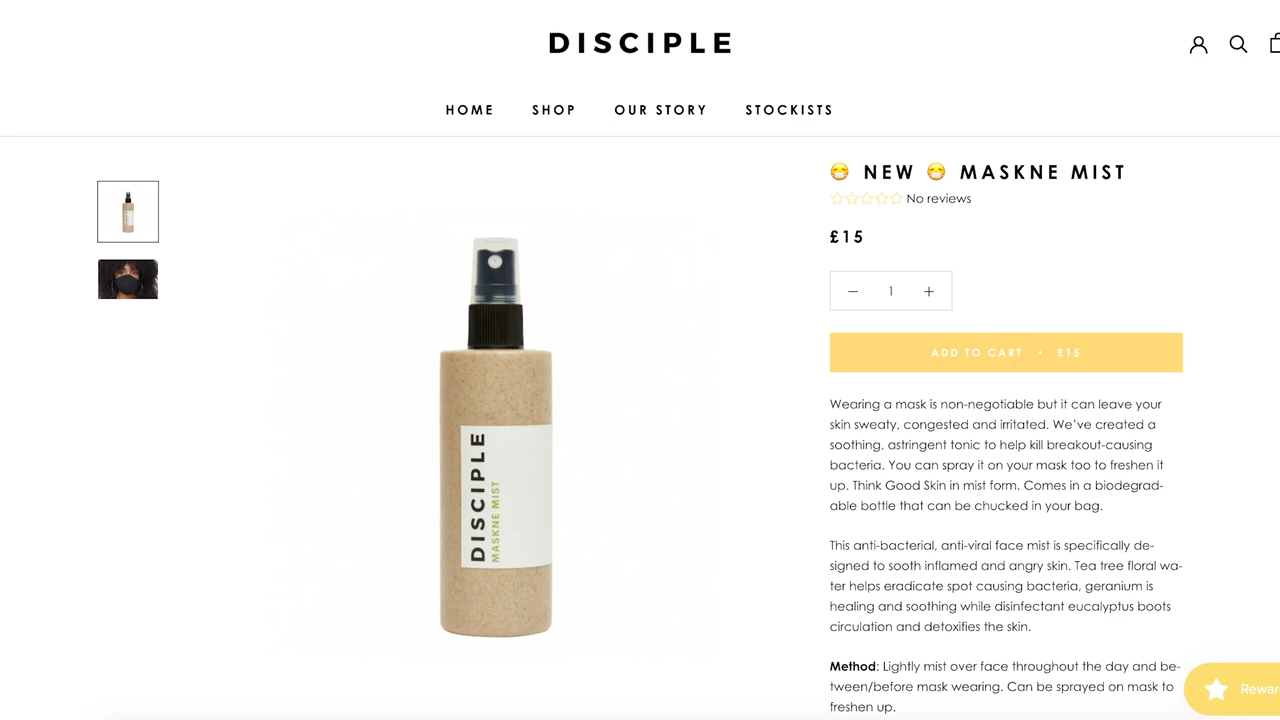 DISCIPLE
HOME SHOP OUR STORY STOCKISTS
😷 NEW 😷 MASKNE MIST
No reviews
£15
− 1 +
ADD TO CART • £15
Wearing a mask is non-negotiable but it can leave your
skin sweaty, congested and irritated. We’ve created a
soothing, astringent tonic to help kill breakout-causing
bacteria. You can spray it on your mask too to freshen it
up. Think Good Skin in mist form. Comes in a biodegrad-
able bottle that can be chucked in your bag.
This anti-bacterial, anti-viral face mist is specifically de-
signed to sooth inflamed and angry skin. Tea tree floral wa-
ter helps eradicate spot causing bacteria, geranium is
healing and soothing while disinfectant eucalyptus boots
circulation and detoxifies the skin.
Method: Lightly mist over face throughout the day and be-
tween/before mask wearing. Can be sprayed on mask to
freshen up.
DISCIPLE
MASKNE MIST